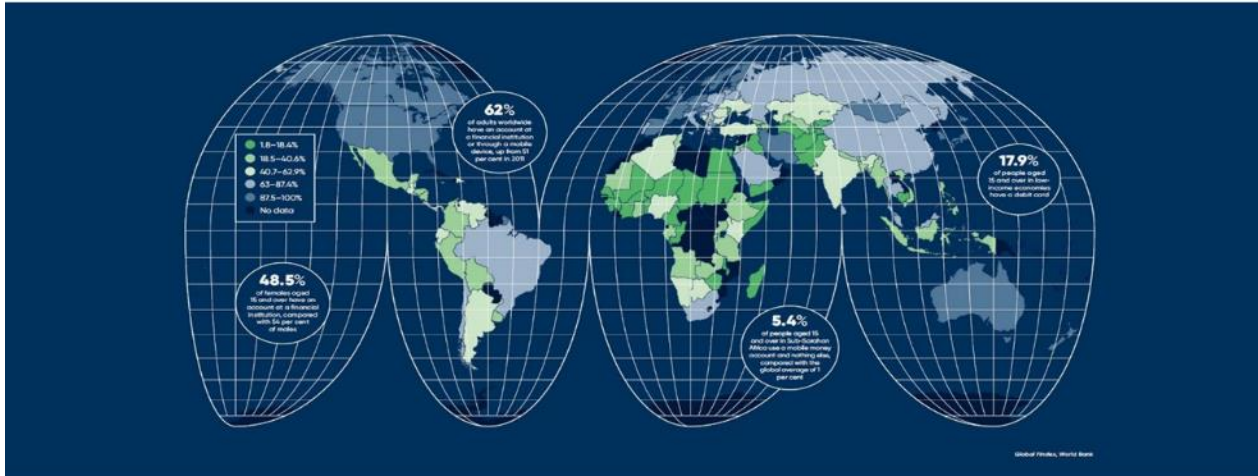 62%
of adults worldwide
have an account at
a financial institution
or through a mobile
device, up from 51
per cent in 2011
1.8–18.4%
18.5–40.6%
40.7–62.9%
63–87.4%
87.5–100%
No data
17.9%
of people aged
15 and over in low-
income economies
have a debit card
48.5%
of females aged
15 and over have an
account at a financial
institution, compared
with 54 per cent
of males
5.4%
of people aged 15
and over in Sub-Saharan
Africa use a mobile money
account and nothing else,
compared with the
global average of 1
per cent
Global Findex, World Bank